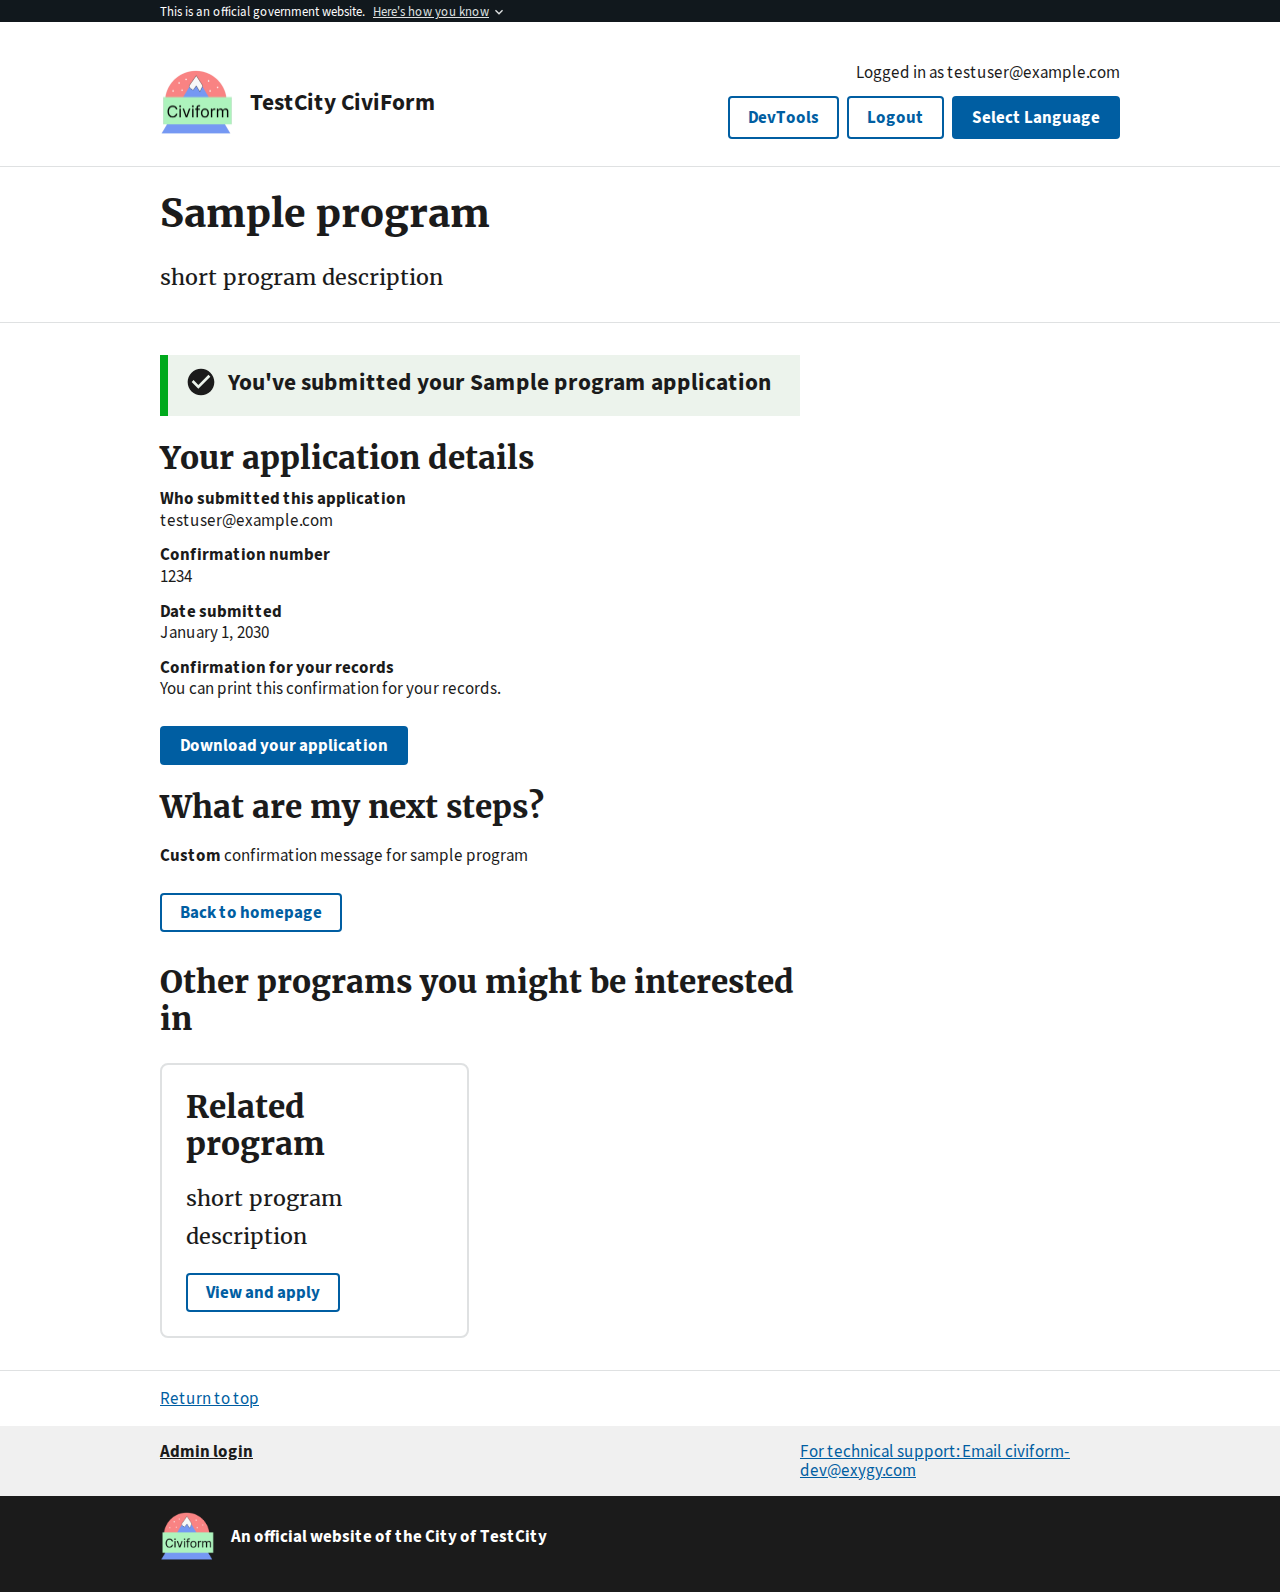 This is an official government website. Here's how you know
Logged in as testuser@example.com
Civiform
TestCity CiviForm
DevTools
Logout
Select Language
Sample program
short program description
You've submitted your Sample program application
Your application details
Who submitted this application
testuser@example.com
Confirmation number
1234
Date submitted
January 1, 2030
Confirmation for your records
You can print this confirmation for your records.
Download your application
What are my next steps?
Custom confirmation message for sample program
Back to homepage
Other programs you might be interested
in
Related
program
short program
description
View and apply
Return to top
Admin login
For technical support: Email civiform-
dev@exygy.com
Civiform
An official website of the City of TestCity